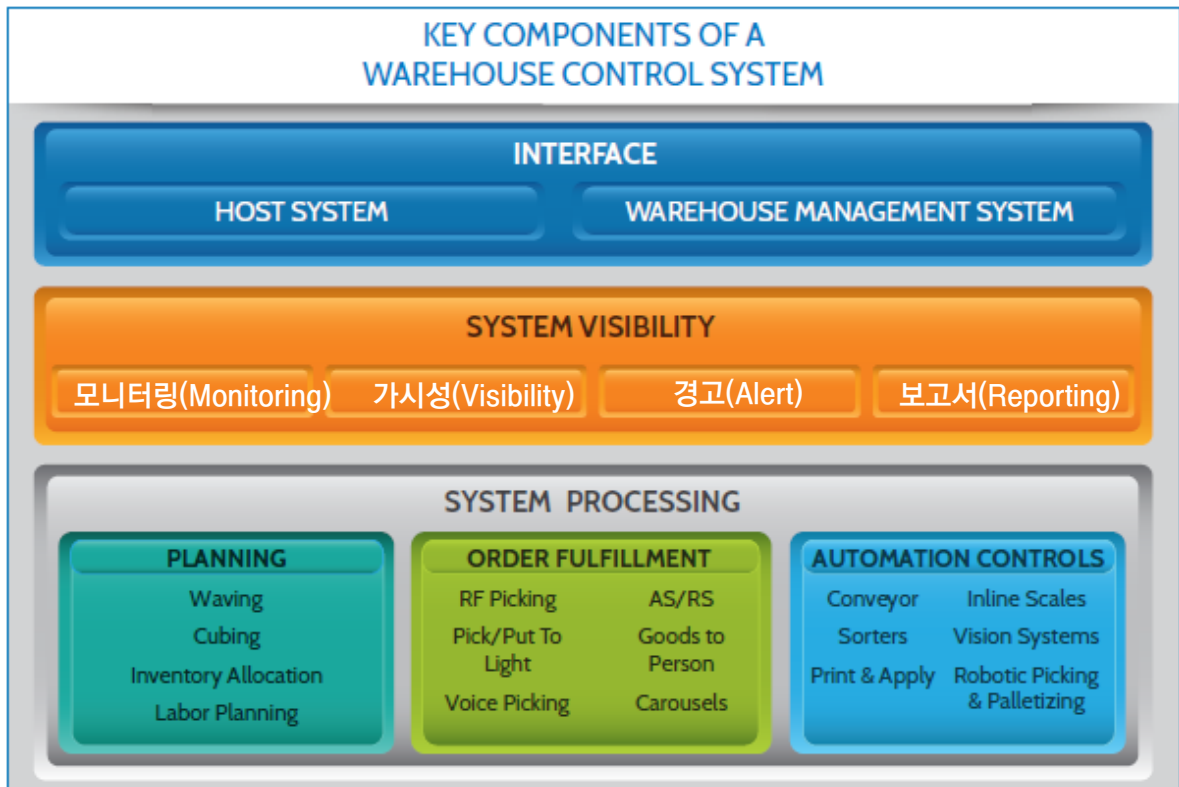 KEY COMPONENTS OF A
WAREHOUSE CONTROL SYSTEM
INTERFACE
HOST SYSTEM
WAREHOUSE MANAGEMENT SYSTEM
SYSTEM VISIBILITY
모니터링(Monitoring)
가시성(Visibility)
경고(Alert)
보고서(Reporting)
SYSTEM PROCESSING
PLANNING
Waving
Cubing
Inventory Allocation
Labor Planning
ORDER FULFILLMENT
RF Picking
Pick/Put To
Light
Voice Picking
AS/RS
Goods to
Person
Carousels
AUTOMATION CONTROLS
Conveyor
Sorters
Print & Apply
Inline Scales
Vision Systems
Robotic Picking
& Palletizing